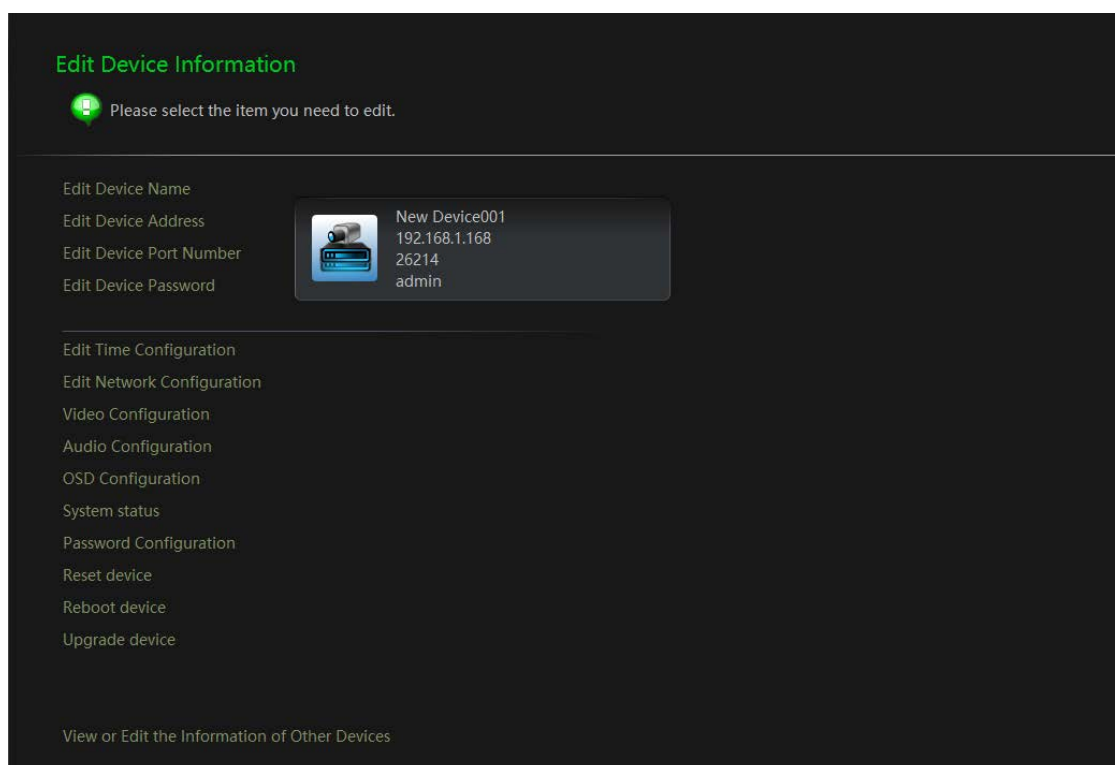 Edit Device Information
Please select the item you need to edit.
Edit Device Name
Edit Device Address
Edit Device Port Number
Edit Device Password
New Device001
192.168.1.168
26214
admin
Edit Time Configuration
Edit Network Configuration
Video Configuration
Audio Configuration
OSD Configuration
System status
Password Configuration
Reset device
Reboot device
Upgrade device
View or Edit the Information of Other Devices